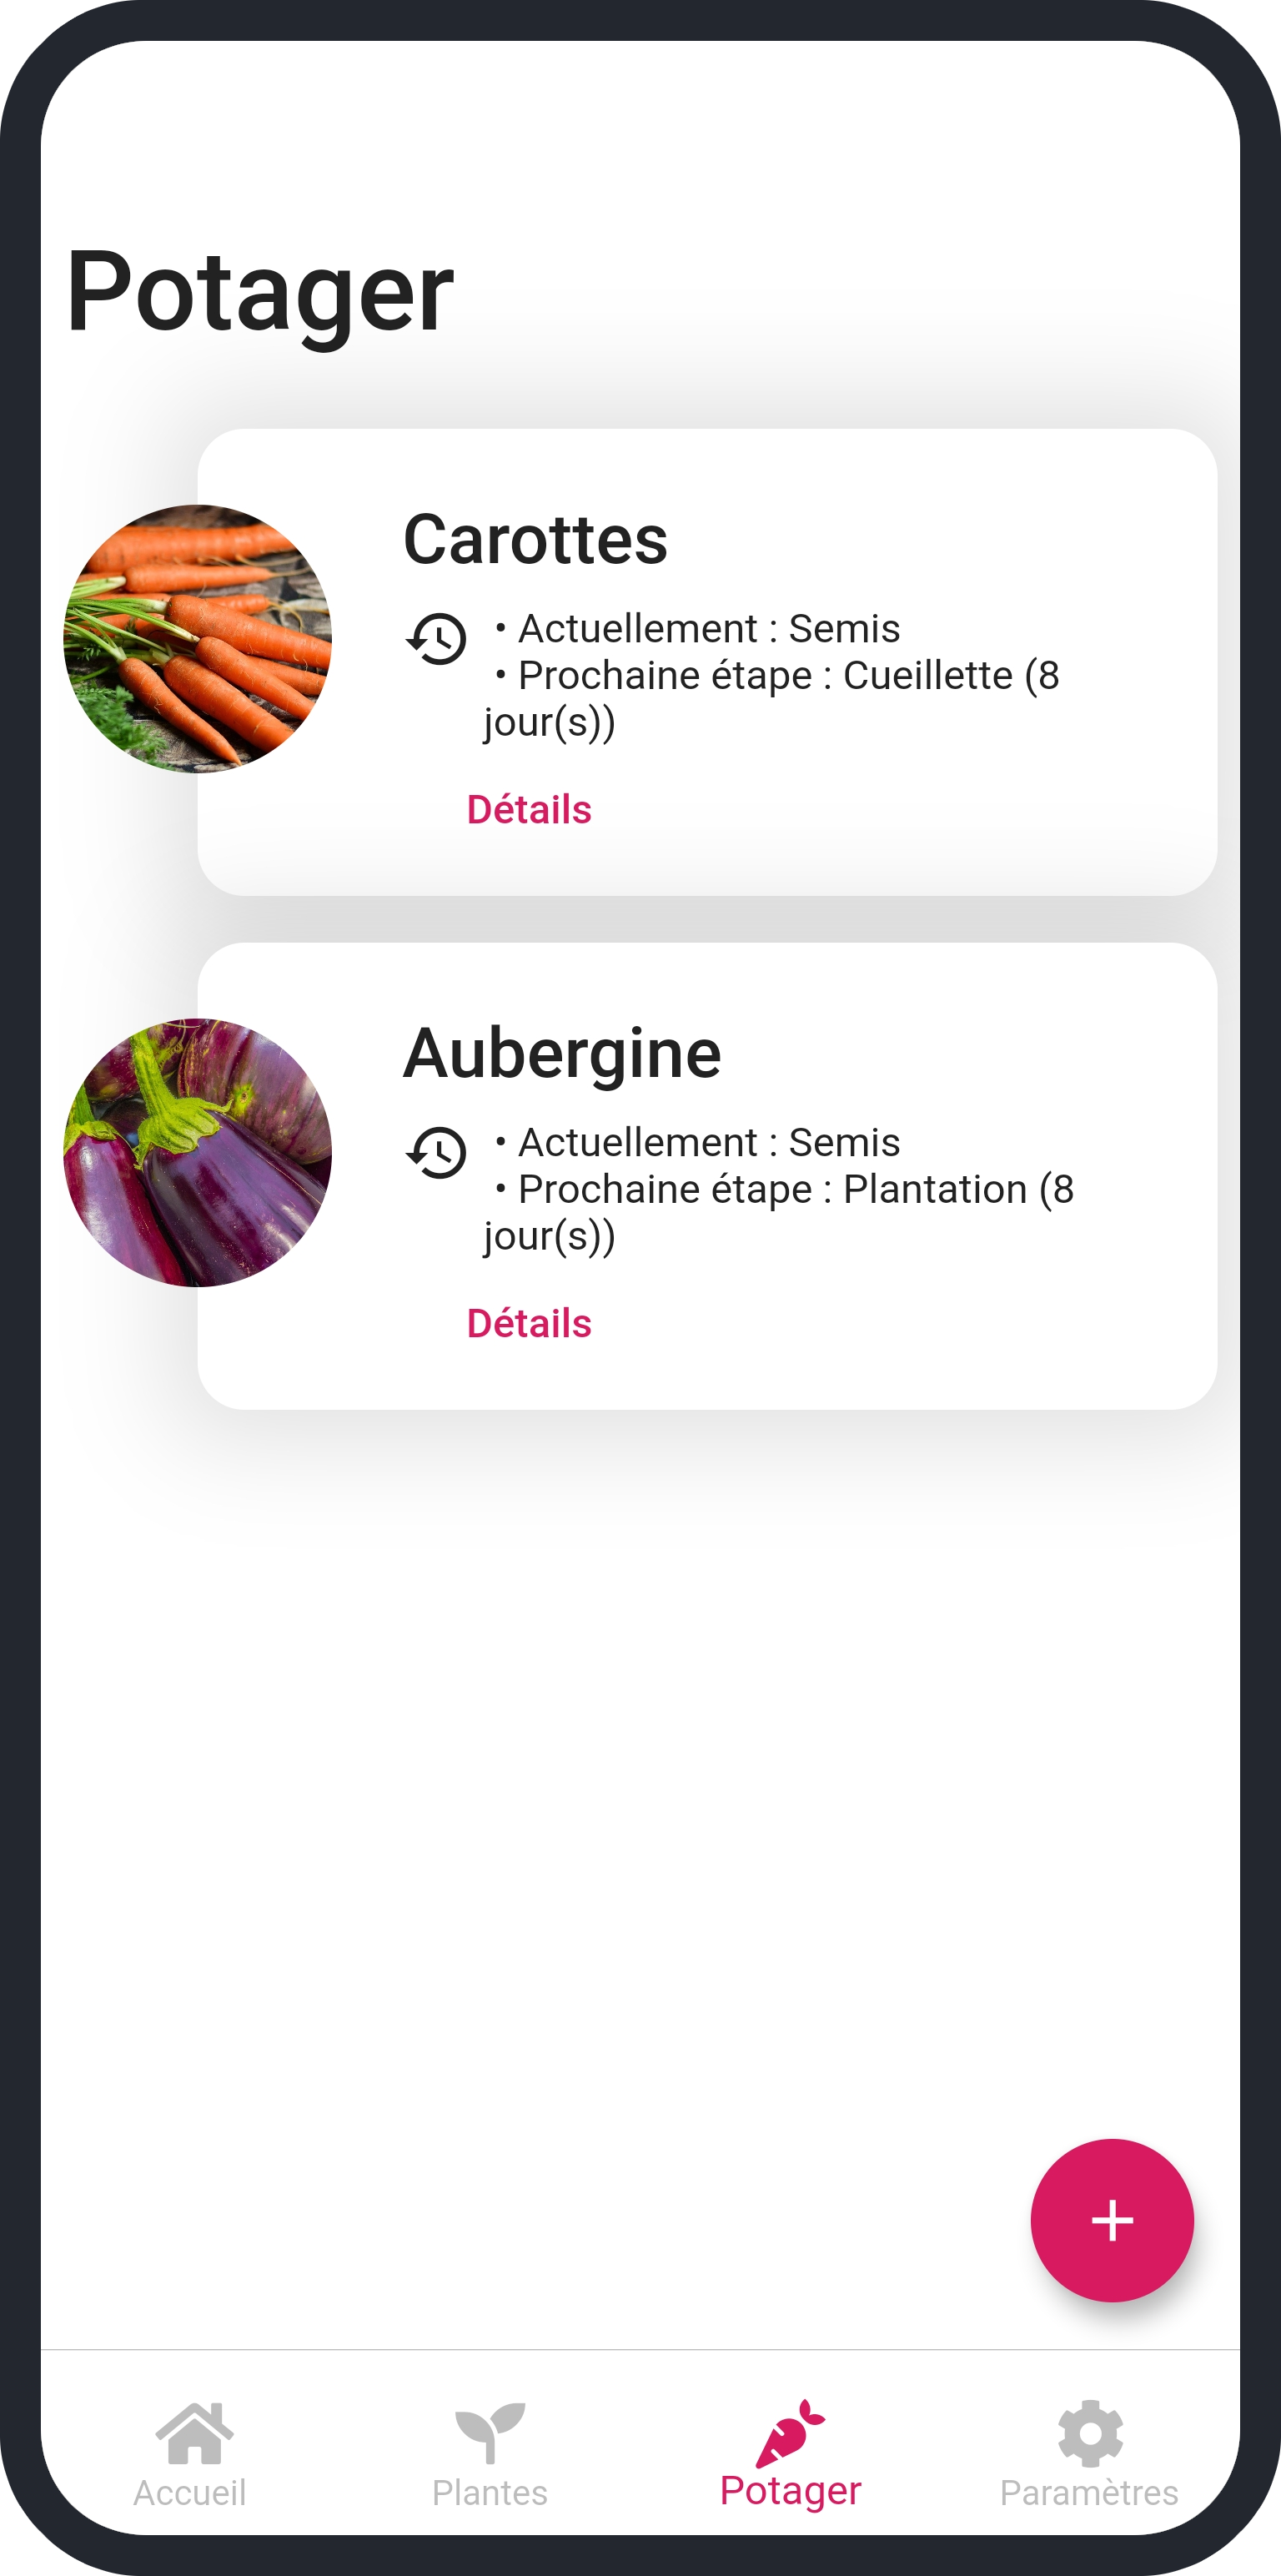 Potager
Carottes
• Actuellement : Semis
• Prochaine étape : Cueillette (8
jour(s))
Détails
Aubergine
• Actuellement : Semis
• Prochaine étape : Plantation (8
jour(s))
Détails
+
Accueil Plantes Potager Paramètres